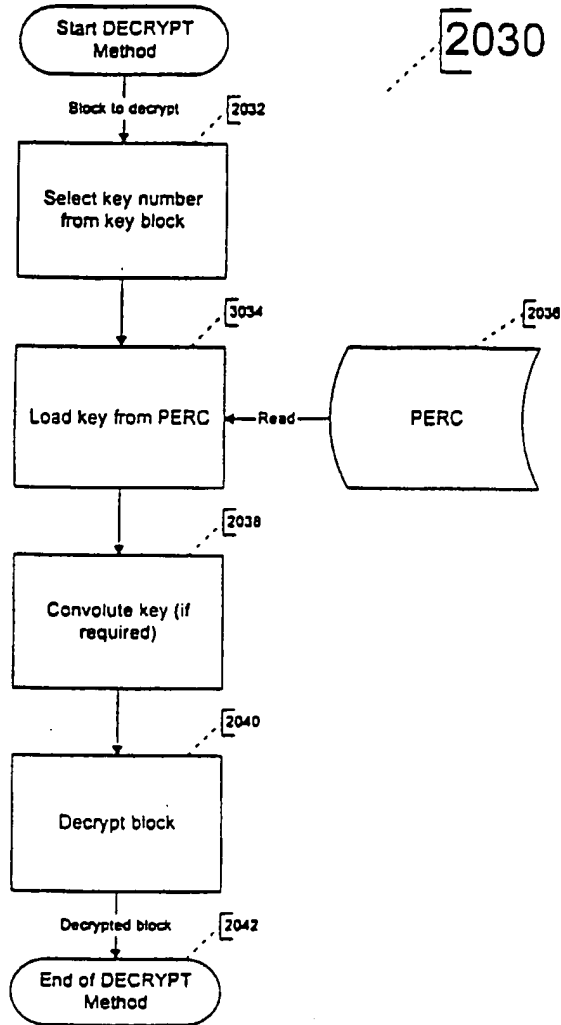 Start DECRYPT
Method
2030
Block to decrypt
2032
Select key number
from key block
3034
2036
Load key from PERC
Read
PERC
2038
Convolute key (if
required)
2040
Decrypt block
Decrypted block
2042
End of DECRYPT
Method